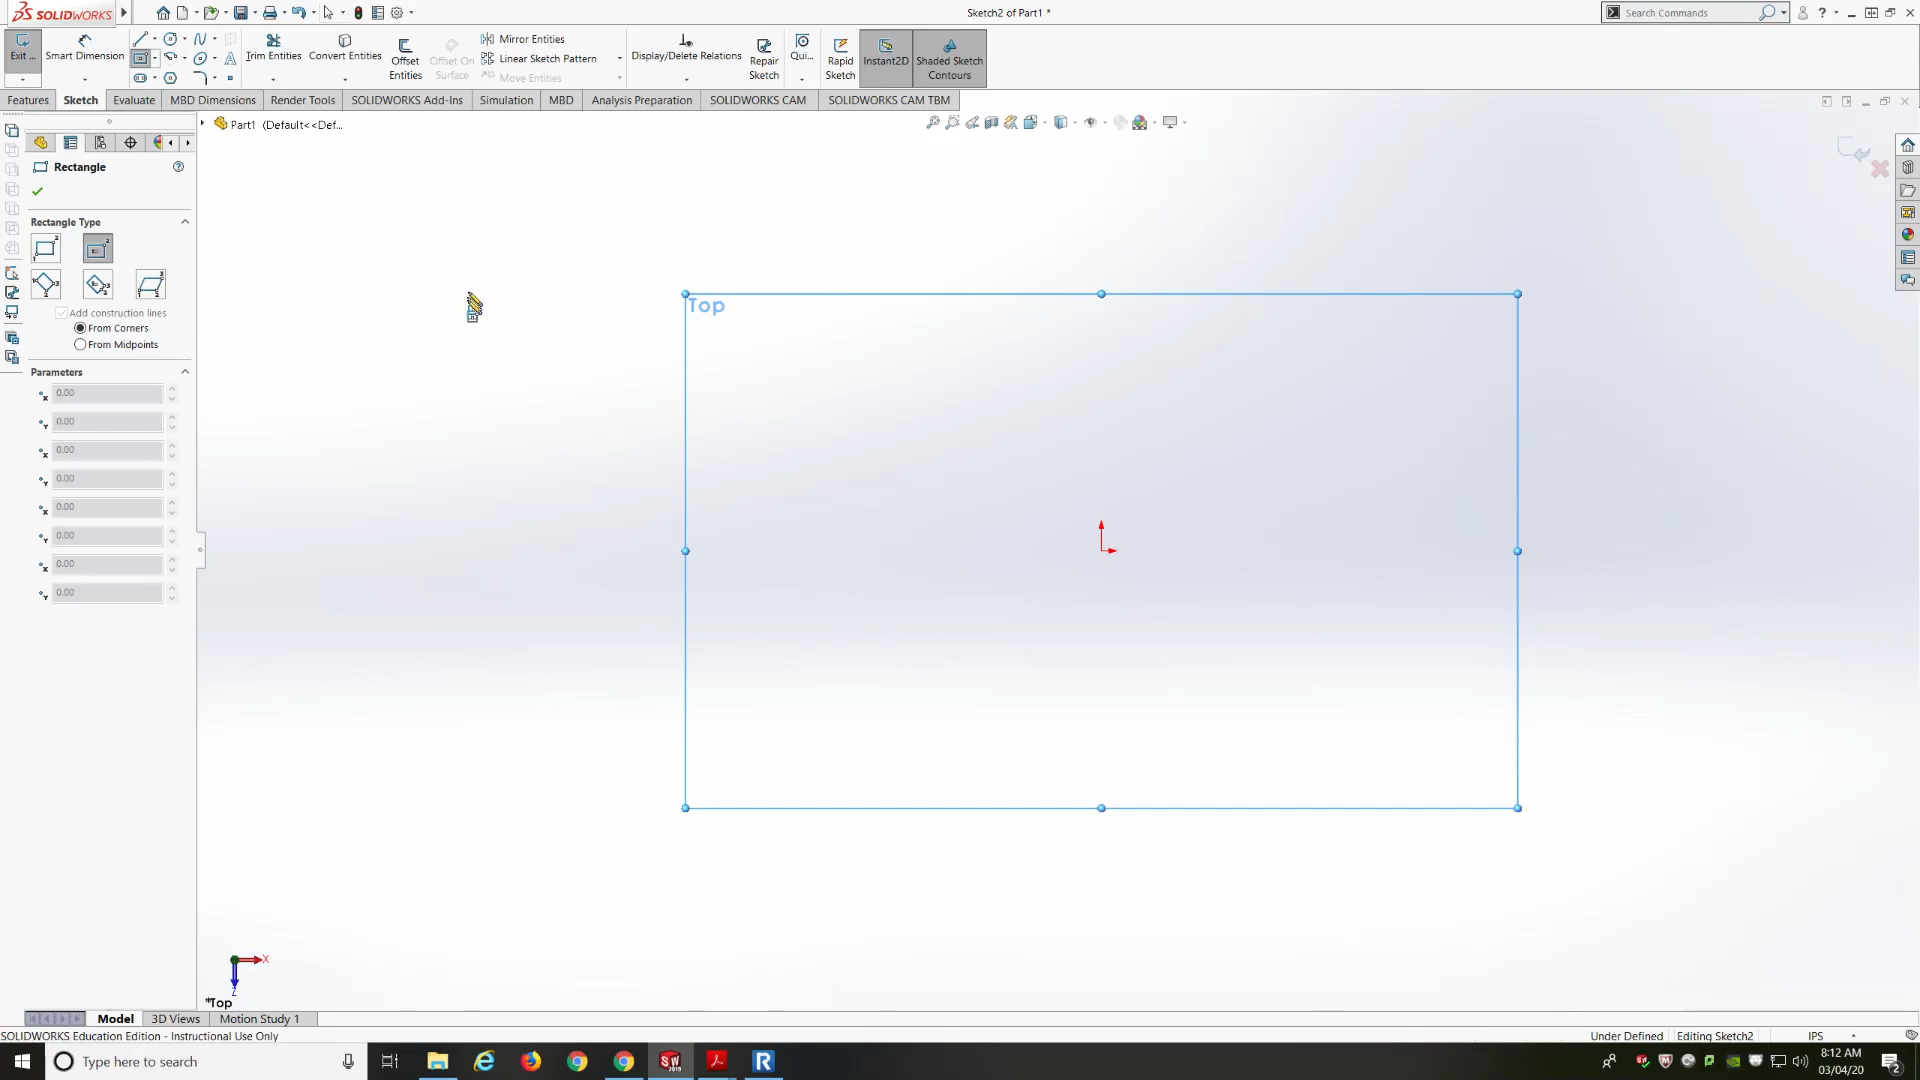 SOLIDWORKS
Sketch2 of Part1 *
Search Commands
Exit ...
Smart Dimension
Trim Entities
Convert Entities
Offset
Entities
Offset On
Surface
Mirror Entities
Linear Sketch Pattern
Move Entities
Display/Delete Relations
Repair
Sketch
Qui...
Rapid
Sketch
Instant2D
Shaded Sketch
Contours
Features
Sketch
Evaluate
MBD Dimensions
Render Tools
SOLIDWORKS Add-Ins
Simulation
MBD
Analysis Preparation
SOLIDWORKS CAM
SOLIDWORKS CAM TBM
Part1 (Default<<Def...
Rectangle
Rectangle Type
Add construction lines
From Corners
From Midpoints
Parameters
0.00
0.00
0.00
0.00
0.00
0.00
0.00
0.00
Top
X
Z
*Top
Model
3D Views
Motion Study 1
SOLIDWORKS Education Edition - Instructional Use Only
Under Defined
Editing Sketch2
IPS
Type here to search
8:12 AM
03/04/20